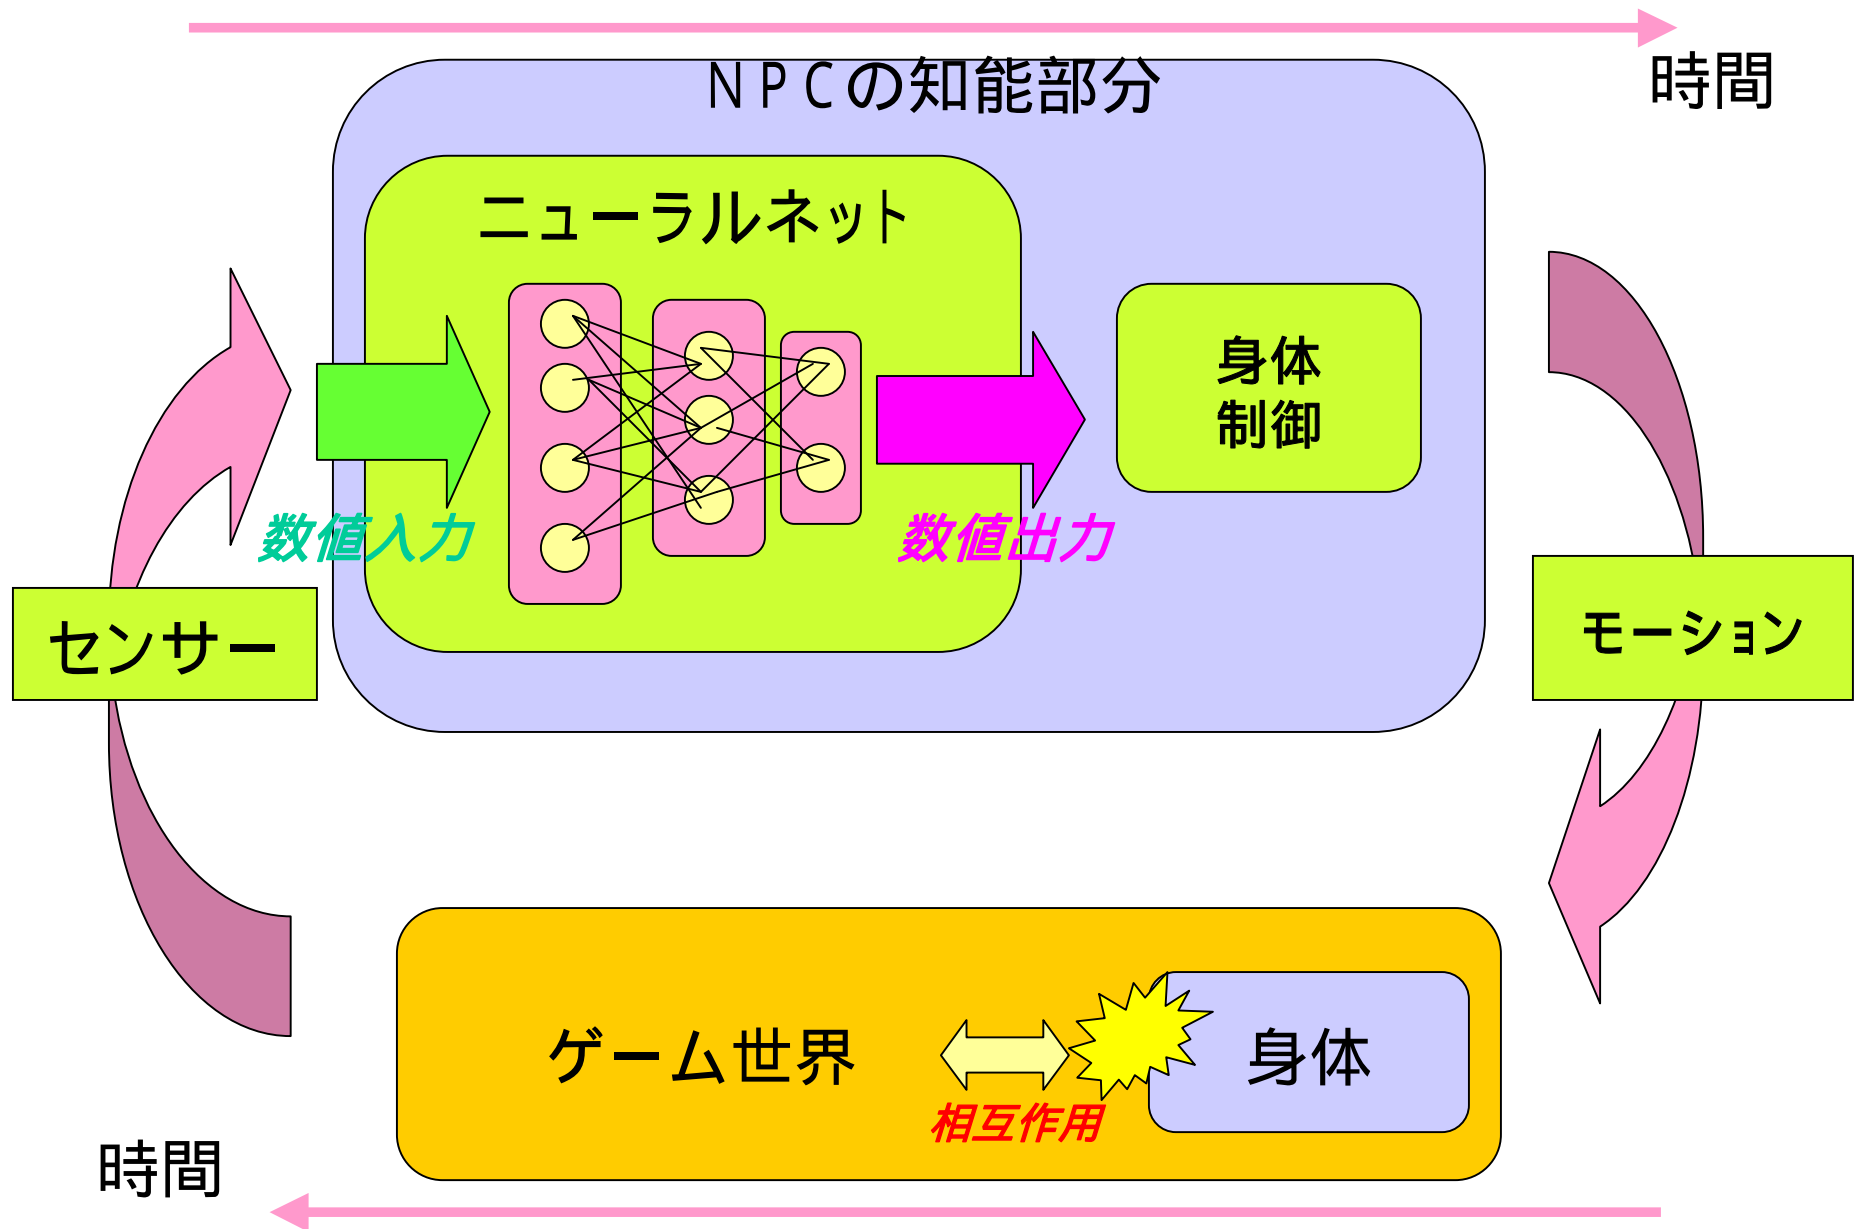 時間
ＮＰＣの知能部分
ニューラルネット
身体
制御
数値入力
数値出力
センサー
モーション
ゲーム世界
身体
相互作用
時間